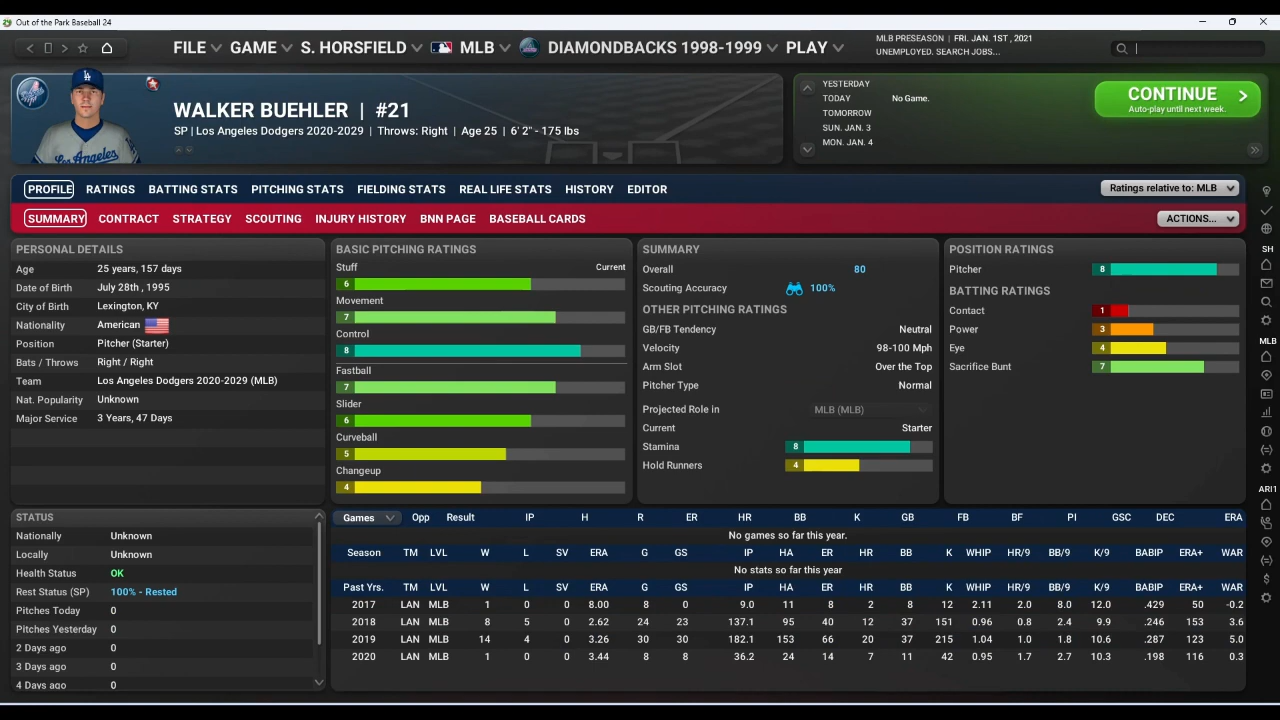 Out of the Park Baseball 24
FILE GAME S. HORSFIELD MLB DIAMONDBACKS 1998-1999 PLAY
MLB PRESEASON | FRI. JAN. 1ST , 2021
UNEMPLOYED. SEARCH JOBS...
WALKER BUEHLER | #21
SP | Los Angeles Dodgers 2020-2029 | Throws: Right | Age 25 | 6' 2" - 175 lbs
YESTERDAY
TODAY No Game.
TOMORROW
SUN. JAN. 3
MON. JAN. 4
CONTINUE
Auto-play until next week.
PROFILE RATINGS BATTING STATS PITCHING STATS FIELDING STATS REAL LIFE STATS HISTORY EDITOR
Ratings relative to: MLB
SUMMARY CONTRACT STRATEGY SCOUTING INJURY HISTORY BNN PAGE BASEBALL CARDS
ACTIONS...
PERSONAL DETAILS
Age 25 years, 157 days
Date of Birth July 28th , 1995
City of Birth Lexington, KY
Nationality American
Position Pitcher (Starter)
Bats / Throws Right / Right
Team Los Angeles Dodgers 2020-2029 (MLB)
Nat. Popularity Unknown
Major Service 3 Years, 47 Days
BASIC PITCHING RATINGS
Stuff Current
6
Movement
7
Control
8
Fastball
7
Slider
6
Curveball
5
Changeup
4
SUMMARY
Overall 80
Scouting Accuracy 100%
OTHER PITCHING RATINGS
GB/FB Tendency Neutral
Velocity 98-100 Mph
Arm Slot Over the Top
Pitcher Type Normal
Projected Role in MLB (MLB)
Current Starter
Stamina 8
Hold Runners 4
POSITION RATINGS
Pitcher 8
BATTING RATINGS
Contact 1
Power 3
Eye 4
Sacrifice Bunt 7
SH
MLB
ARI1
STATUS
Nationally Unknown
Locally Unknown
Health Status OK
Rest Status (SP) 100% - Rested
Pitches Today 0
Pitches Yesterday 0
2 Days ago 0
3 Days ago 0
4 Days ago 0
Games Opp Result IP H R ER HR BB K GB FB BF PI GSC DEC ERA
No games so far this year.
Season TM LVL W L SV ERA G GS IP HA ER HR BB K WHIP HR/9 BB/9 K/9 BABIP ERA+ WAR
No stats so far this year
Past Yrs. TM LVL W L SV ERA G GS IP HA ER HR BB K WHIP HR/9 BB/9 K/9 BABIP ERA+ WAR
2017 LAN MLB 1 0 0 8.00 8 0 9.0 11 8 2 8 12 2.11 2.0 8.0 12.0 .429 50 -0.2
2018 LAN MLB 8 5 0 2.62 24 23 137.1 95 40 12 37 151 0.96 0.8 2.4 9.9 .246 153 3.6
2019 LAN MLB 14 4 0 3.26 30 30 182.1 153 66 20 37 215 1.04 1.0 1.8 10.6 .287 123 5.0
2020 LAN MLB 1 0 0 3.44 8 8 36.2 24 14 7 11 42 0.95 1.7 2.7 10.3 .198 116 0.3